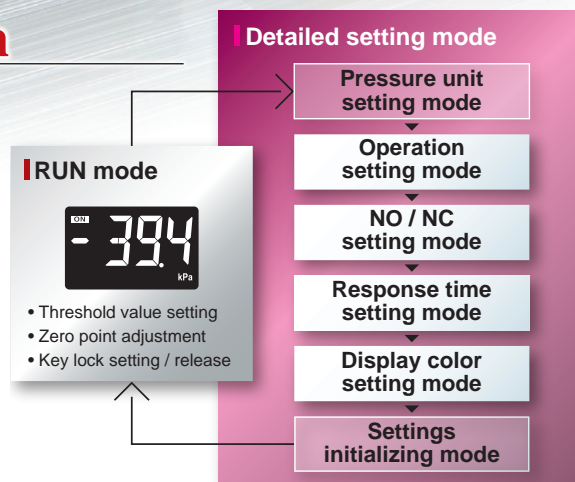 n
Detailed setting mode
Pressure unit
setting mode
Operation
setting mode
NO / NC
setting mode
Response time
setting mode
Display color
setting mode
Settings
initializing mode
RUN mode
ON
- 39.4
kPa
• Threshold value setting
• Zero point adjustment
• Key lock setting / release